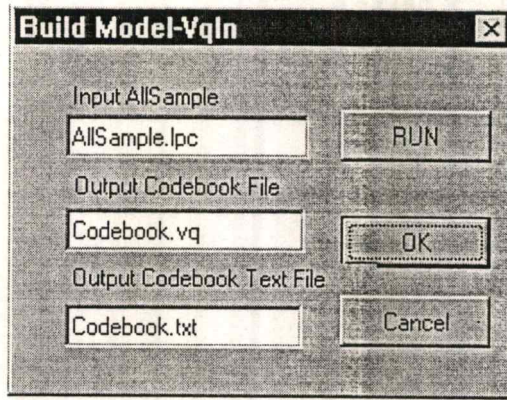 Build Model-Vqln
Input AllSample
AllSample.lpc
RUN
Output Codebook File
Codebook.vq
OK
Output Codebook Text File
Codebook.txt
Cancel